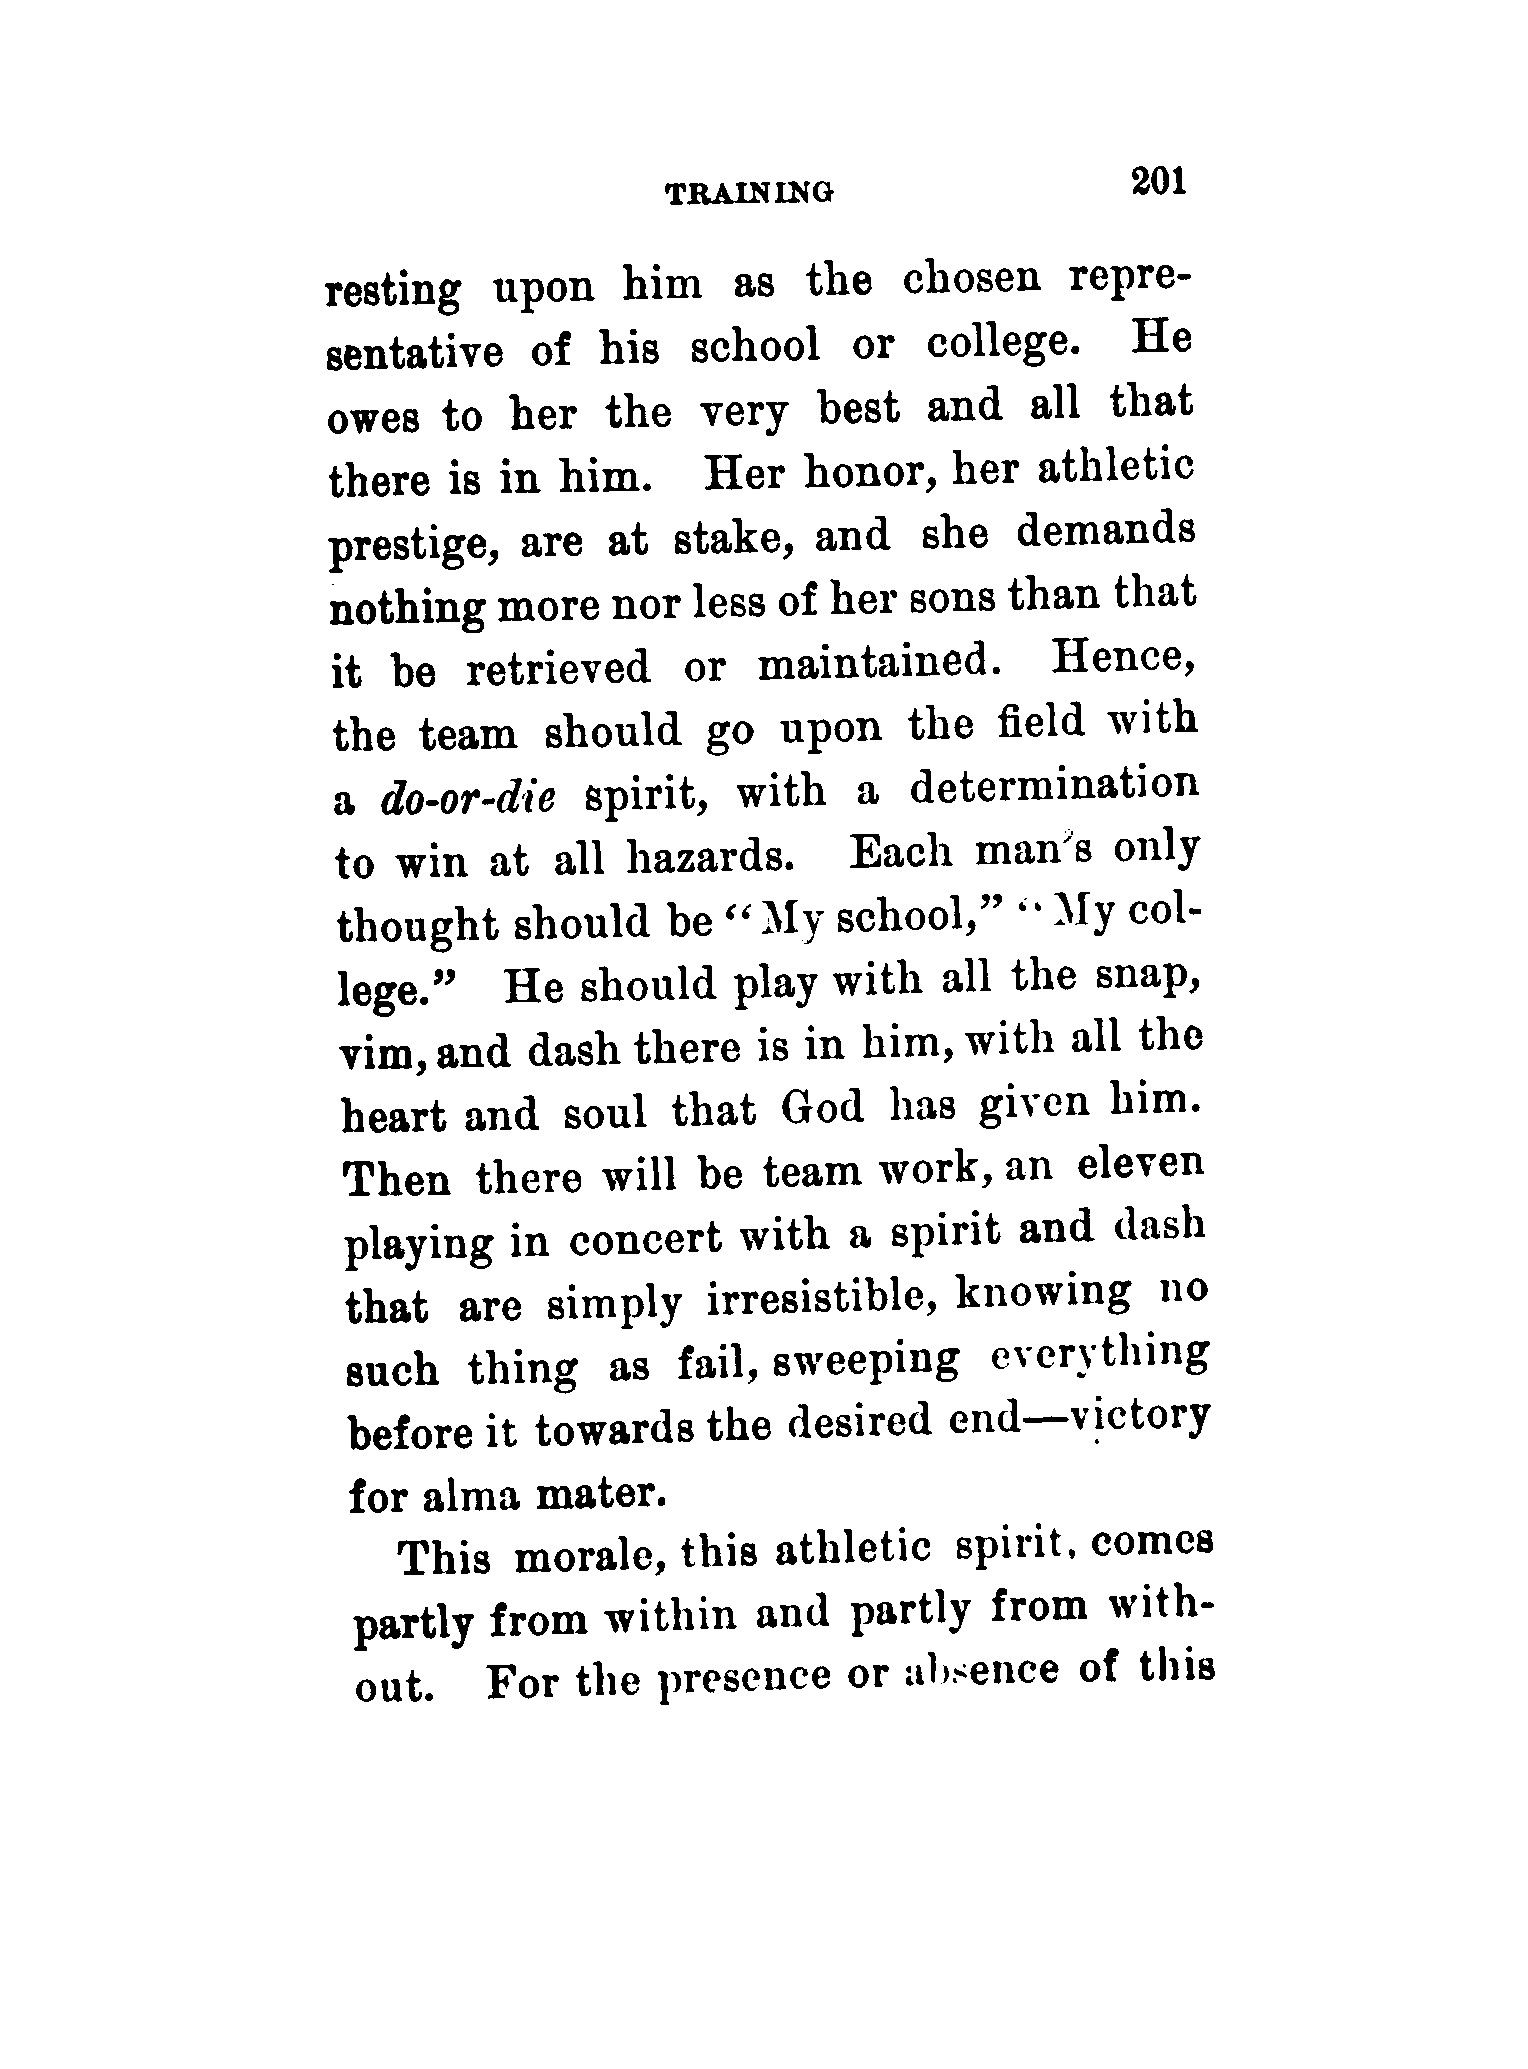 TRAINING 201
resting upon him as the chosen repre-
sentative of his school or college. He
owes to her the very best and all that
there is in him. Her honor, her athletic
prestige, are at stake, and she demands
nothing more nor less of her sons than that
it be retrieved or maintained. Hence,
the team should go upon the field with
a do-or-die spirit, with a determination
to win at all hazards. Each man's only
thought should be “My school,” “My col-
lege.” He should play with all the snap,
vim, and dash there is in him, with all the
heart and soul that God has given him.
Then there will be team work, an eleven
playing in concert with a spirit and dash
that are simply irresistible, knowing no
such thing as fail, sweeping everything
before it towards the desired end—victory
for alma mater.
This morale, this athletic spirit, comes
partly from within and partly from with-
out. For the presence or absence of this